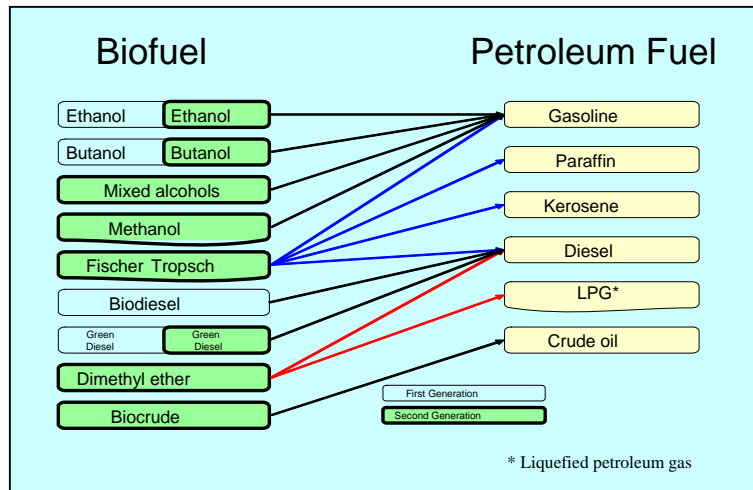 Biofuel
Petroleum Fuel
Ethanol
Ethanol
Gasoline
Butanol
Butanol
Paraffin
Mixed alcohols
Kerosene
Methanol
Diesel
Fischer Tropsch
LPG*
Biodiesel
Green
Diesel
Green
Diesel
Crude oil
Dimethyl ether
First Generation
Biocrude
Second Generation
* Liquefied petroleum gas